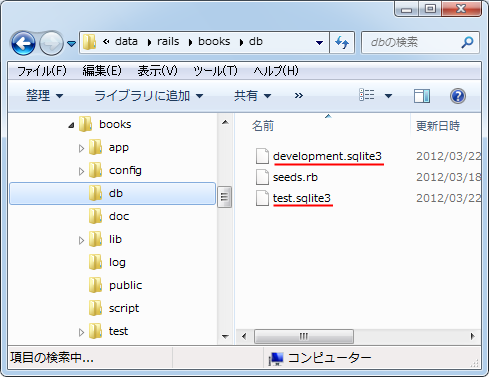 « data ▸ rails ▸ books ▸ db
dbの検索
ファイル(F) 編集(E) 表示(V) ツール(T) ヘルプ(H)
整理 ライブラリに追加 共有 »
books
app
config
db
doc
lib
log
public
script
test
名前 更新日時
development.sqlite3 2012/03/22
seeds.rb 2012/03/18
test.sqlite3 2012/03/22
項目の検索中... コンピューター